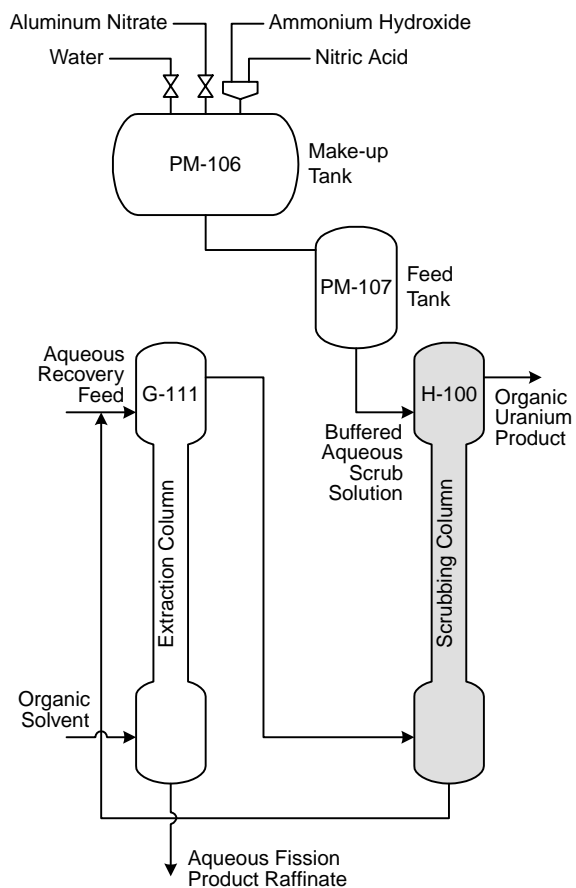 Aluminum Nitrate
Ammonium Hydroxide
Water
Nitric Acid
PM-106
Make-up
Tank
PM-107
Feed
Tank
Aqueous
Recovery
Feed
G-111
H-100
Organic
Uranium
Product
Buffered
Aqueous
Scrub
Solution
Extraction Column
Scrubbing Column
Organic
Solvent
Aqueous Fission
Product Raffinate